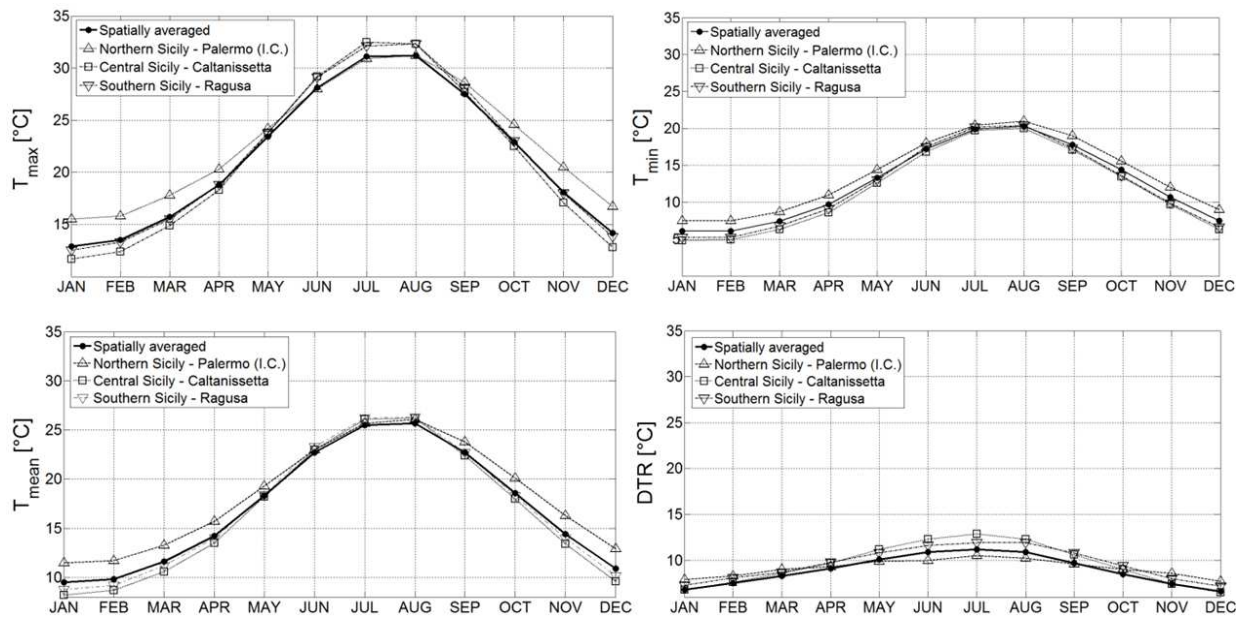 35
30
25
20
15
T_max [°C]
Spatially averaged
Northern Sicily - Palermo (I.C.)
Central Sicily - Caltanissetta
Southern Sicily - Ragusa
JAN FEB MAR APR MAY JUN JUL AUG SEP OCT NOV DEC
35
30
25
20
15
10
5
T_min [°C]
Spatially averaged
Northern Sicily - Palermo (I.C.)
Central Sicily - Caltanissetta
Southern Sicily - Ragusa
JAN FEB MAR APR MAY JUN JUL AUG SEP OCT NOV DEC
35
30
25
20
15
10
T_mean [°C]
Spatially averaged
Northern Sicily - Palermo (I.C.)
Central Sicily - Caltanissetta
Southern Sicily - Ragusa
JAN FEB MAR APR MAY JUN JUL AUG SEP OCT NOV DEC
35
30
25
20
15
10
DTR [°C]
Spatially averaged
Northern Sicily - Palermo (I.C.)
Central Sicily - Caltanissetta
Southern Sicily - Ragusa
JAN FEB MAR APR MAY JUN JUL AUG SEP OCT NOV DEC